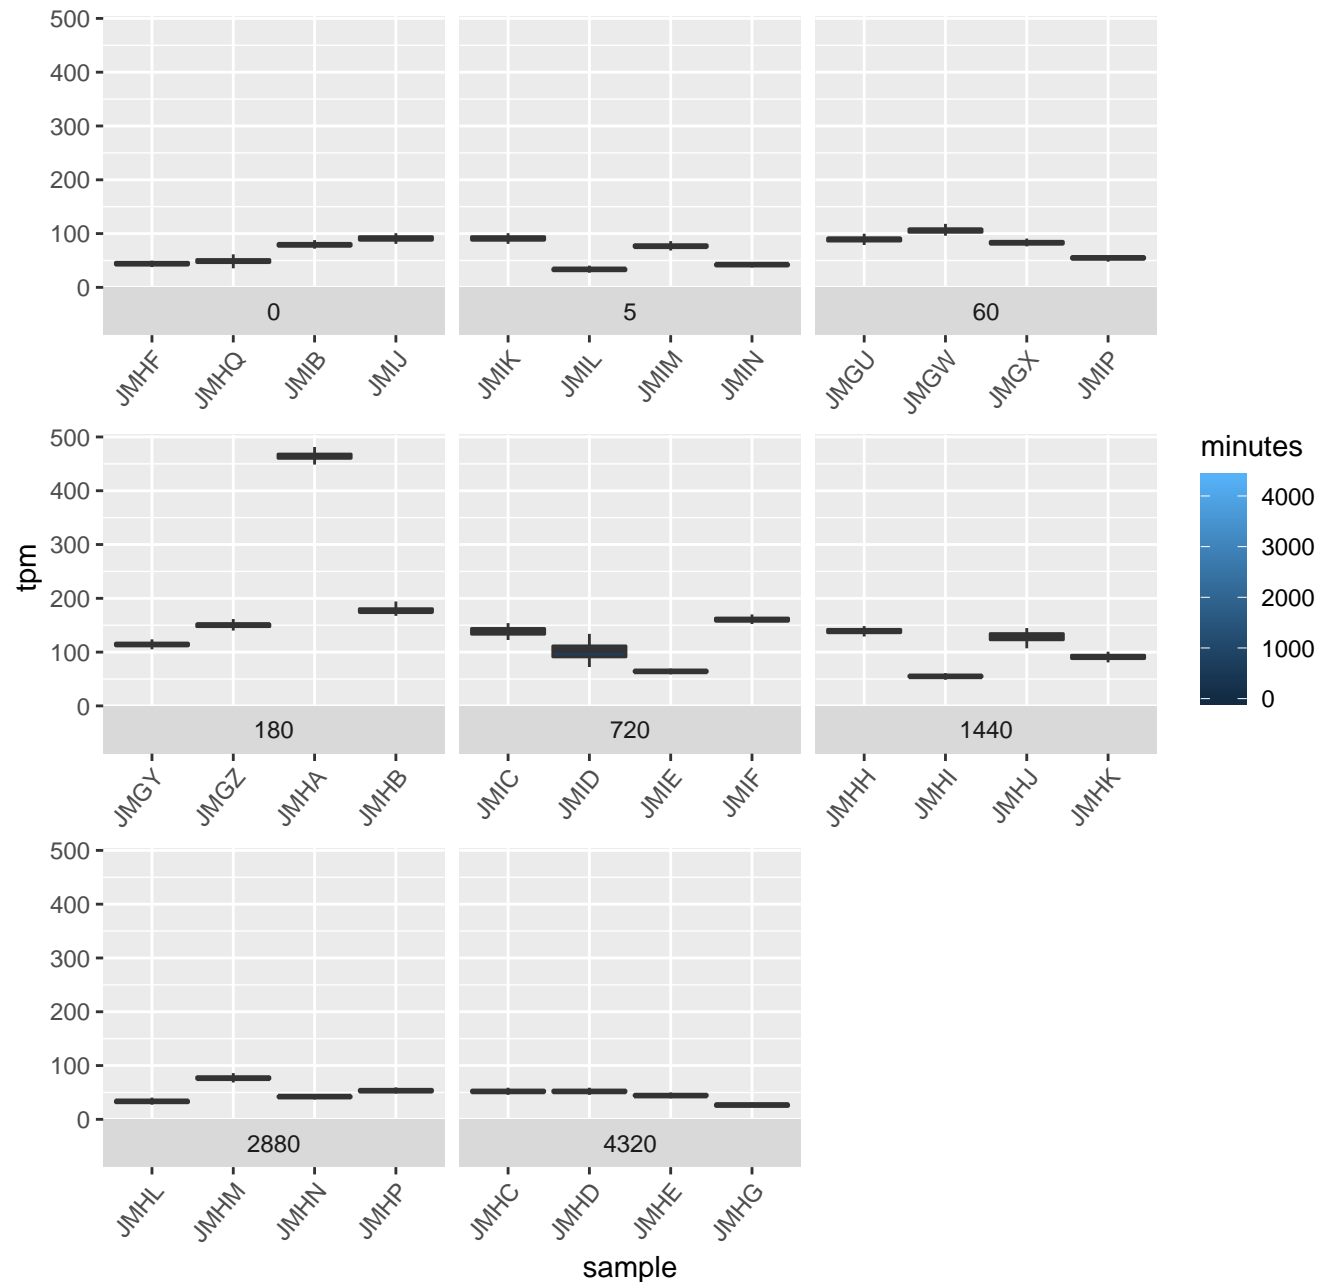 500
400
300
200
100
0
0
5
60
JMHF
JMHQ
JMIB
JMIJ
JMIK
JMIL
JMIM
JMIN
JMGU
JMGW
JMGX
JMIP
tpm
500
400
300
200
100
0
180
720
1440
JMGY
JMGZ
JMHA
JMHB
JMIC
JMID
JMIE
JMIF
JMHH
JMHI
JMHJ
JMHK
500
400
300
200
100
0
2880
4320
JMHL
JMHM
JMHN
JMHP
JMHC
JMHD
JMHE
JMHG
sample
minutes
4000
3000
2000
1000
0